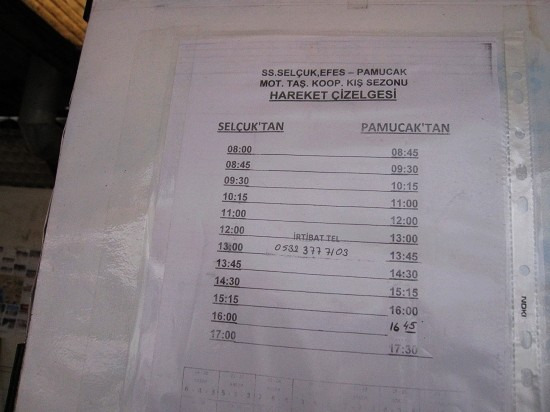 SS.SELÇUK,EFES – PAMUCAK
MOT. TAŞ. KOOP. KIŞ SEZONU
HAREKET ÇİZELGESİ
SELÇUK'TAN PAMUCAK'TAN
08:00 08:45
08:45 09:30
09:30 10:15
10:15 11:00
11:00 12:00
12:00 13:00
İRTİBAT TEL
13:00 13:45
0532 377 7103
13:45 14:30
14:30 15:15
15:15 16:00
16:00 16 45
17:00 17:30